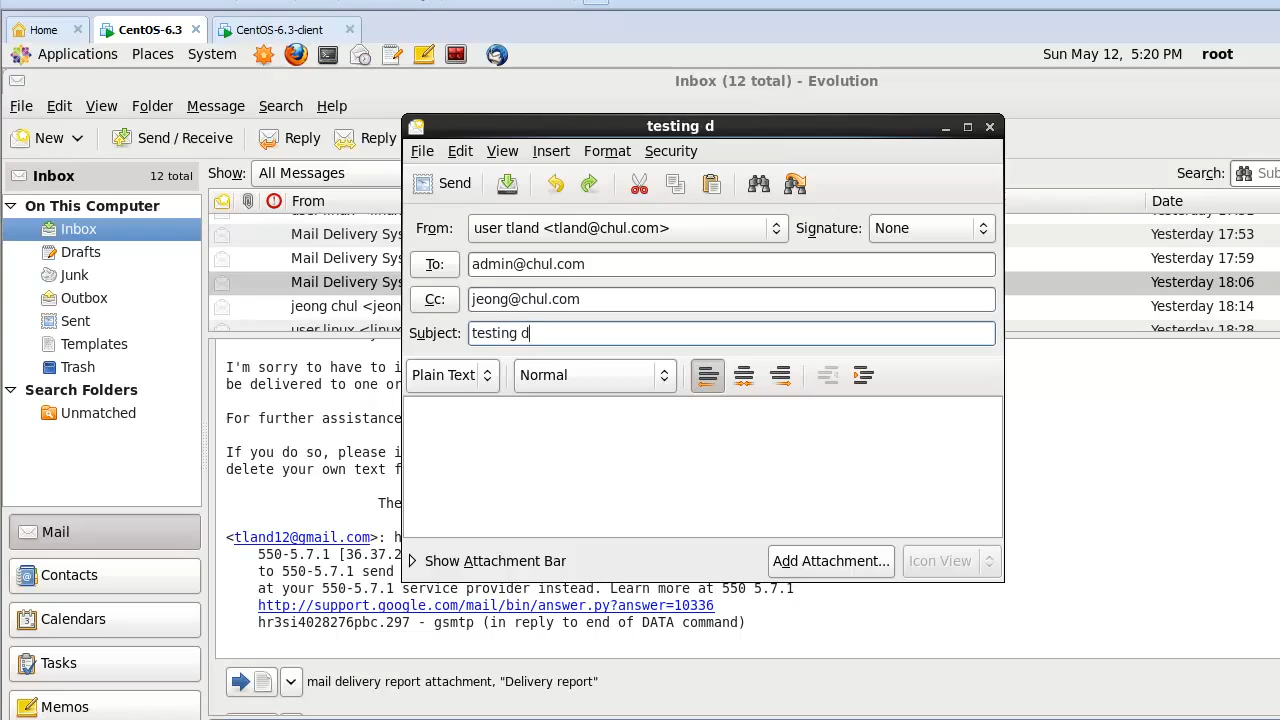 Home
CentOS-6.3
CentOS-6.3-client
Applications Places System
Sun May 12, 5:20 PM root
Inbox (12 total) - Evolution
File Edit View Folder Message Search Help
New Send / Receive Reply Reply
Inbox 12 total
Show: All Messages
Search: Sub
On This Computer
Inbox
Drafts
Junk
Outbox
Sent
Templates
Trash
Search Folders
Unmatched
Mail
Contacts
Calendars
Tasks
Memos
From Date
Mail Delivery Sys Yesterday 17:53
Mail Delivery Sys Yesterday 17:59
Mail Delivery Sys Yesterday 18:06
jeong chul <jeon Yesterday 18:14
user linux <linux Yesterday 18:28
I'm sorry to have to i
be delivered to one or
For further assistance
If you do so, please i
delete your own text f
The
<tland12@gmail.com>: h
550-5.7.1 [36.37.2
to 550-5.7.1 send
at your 550-5.7.1 service provider instead. Learn more at 550 5.7.1
http://support.google.com/mail/bin/answer.py?answer=10336
hr3si4028276pbc.297 - gsmtp (in reply to end of DATA command)
mail delivery report attachment, "Delivery report"
testing d
File Edit View Insert Format Security
Send
From: user tland <tland@chul.com> Signature: None
To: admin@chul.com
Cc: jeong@chul.com
Subject: testing d
Plain Text Normal
Show Attachment Bar Add Attachment... Icon View